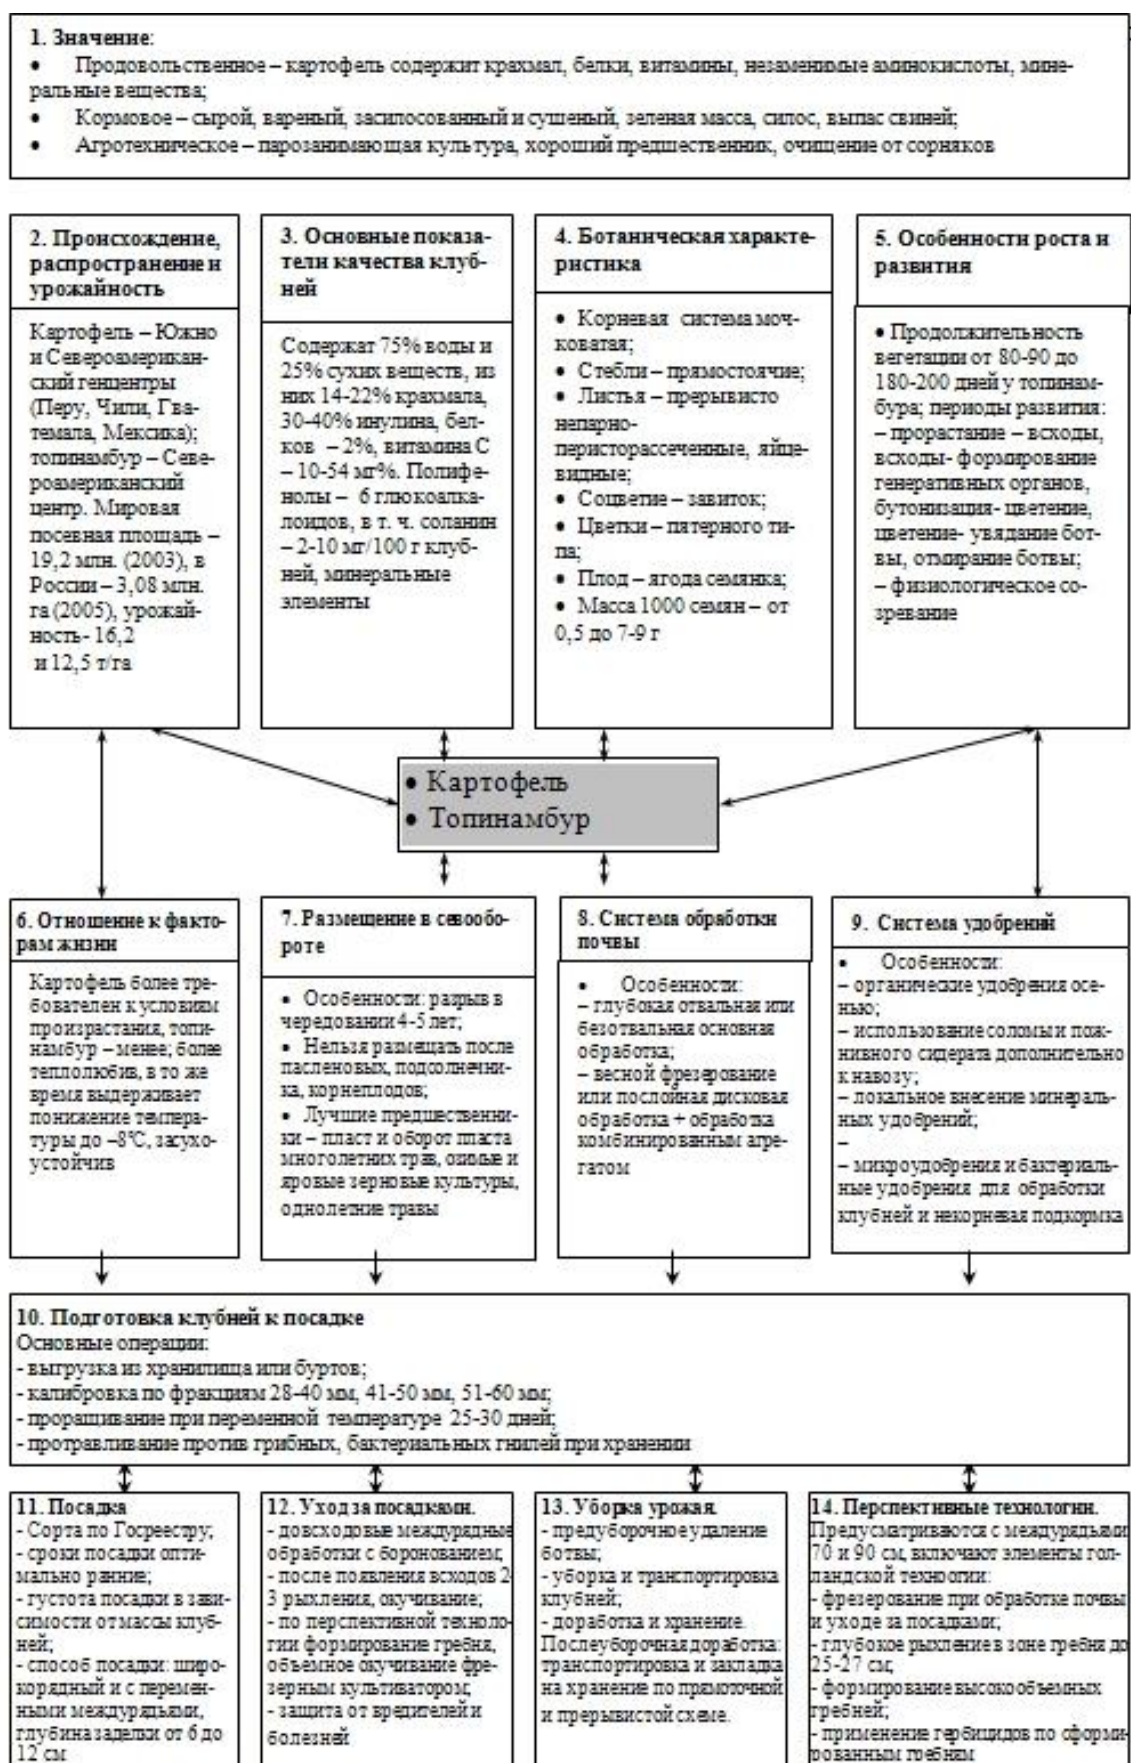 1. Значение:
• Продовольственное – картофель содержит крахмал, белки, витамины, незаменимые аминокислоты, мине-
ральные вещества;
• Кормовое – сырой, вареный, засилосованный и сушеный, зеленая масса, силос, выпас свиней;
• Агротехническое – парозанимающая культура, хороший предшественник, очищение от сорняков
2. Происхождение,
распространение и
урожайность
Картофель – Южно
и Североамерикан-
ский генцентры
(Перу, Чили, Гва-
темала, Мексика);
топинамбур – Севе-
роамериканский
центр. Мировая
посевная площадь –
19,2 млн. (2003), в
России – 3,08 млн.
га (2005), урожай-
ность- 16,2
и 12,5 т/га
3. Основные показа-
тели качества клуб-
ней
Содержат 75% воды и
25% сухих веществ, из
них 14-22% крахмала,
30-40% инулина, бел-
ков – 2%, витамина С
– 10-54 мг%. Полифе-
нолы – 6 глюкоалка-
лоидов, в т. ч. соланин
– 2-10 мг/100 г клуб-
ней, минеральные
элементы
4. Ботаническая характе-
ристика
• Корневая система моч-
коватая;
• Стебли – прямостоячие;
• Листья – прерывисто
непарно-
перисторассеченные, яйце-
видные;
• Соцветие – завиток;
• Цветки – пятерного ти-
па;
• Плод – ягода семянка;
• Масса 1000 семян – от
0,5 до 7-9 г
5. Особенности роста и
развития
• Продолжительность
вегетации от 80-90 до
180-200 дней у топинам-
бура; периоды развития:
– прорастание – всходы,
всходы- формирование
генеративных органов,
бутонизация- цветение,
цветение- увядание бот-
вы, отмирание ботвы;
– физиологическое со-
зревание
• Картофель
• Топинамбур
6. Отношение к факто-
рам жизни
Картофель более тре-
бователен к условиям
произрастания, топи-
намбур – менее; более
теплолюбив, в то же
время выдерживает
понижение темпера-
туры до –8°С, засухо-
устойчив
7. Размещение в севообо-
роте
• Особенности: разрыв в
чередовании 4-5 лет;
• Нельзя размещать после
пасленовых, подсолнечни-
ка, корнеплодов;
• Лучшие предшественни-
ки – пласт и оборот пласта
многолетних трав, озимые и
яровые зерновые культуры,
однолетние травы
8. Система обработки
почвы
• Особенности:
– глубокая отвальная или
безотвальная основная
обработка;
– весной фрезерование
или послойная дисковая
обработка + обработка
комбинированным агре-
гатом
9. Система удобрений
• Особенности:
– органические удобрения осе-
нью;
– использование соломы и пож-
нивного сидерата дополнительно
к навозу;
– локальное внесение минераль-
ных удобрений;
–
– микроудобрения и бактериаль-
ные удобрения для обработки
клубней и некорневая подкормка
10. Подготовка клубней к посадке
Основные операции:
- выгрузка из хранилища или буртов;
- калибровка по фракциям 28-40 мм, 41-50 мм, 51-60 мм;
- проращивание при переменной температуре 25-30 дней;
- протравливание против грибных, бактериальных гнилей при хранении
11. Посадка
- Сорта по Госреестру;
- сроки посадки опти-
мально ранние;
- густота посадки в зави-
симости от массы клуб-
ней;
- способ посадки: широ-
корядный и с перемен-
ными междурядьями,
глубина заделки от 6 до
12 см
12. Уход за посадками.
- довсходовые междурядные
обработки с боронованием;
- после появления всходов 2-
3 рыхления, окучивание;
- по перспективной техноло-
гии формирование гребня,
объемное окучивание фре-
зерным культиватором;
- защита от вредителей и
болезней
13. Уборка урожая.
- предуборочное удаление
ботвы;
- уборка и транспортировка
клубней;
- доработка и хранение.
Послеуборочная доработка:
транспортировка и закладка
на хранение по прямоточной
и прерывистой схеме.
14. Перспективные технологии.
Предусматриваются с междурядьями
70 и 90 см, включают элементы гол-
ландской техноогии:
- фрезерование при обработке почвы
и уходе за посадками;
- глубокое рыхление в зоне гребня до
25-27 см;
- формирование высокообъемных
гребней;
- применение гербицидов по сформи-
рованным гребням